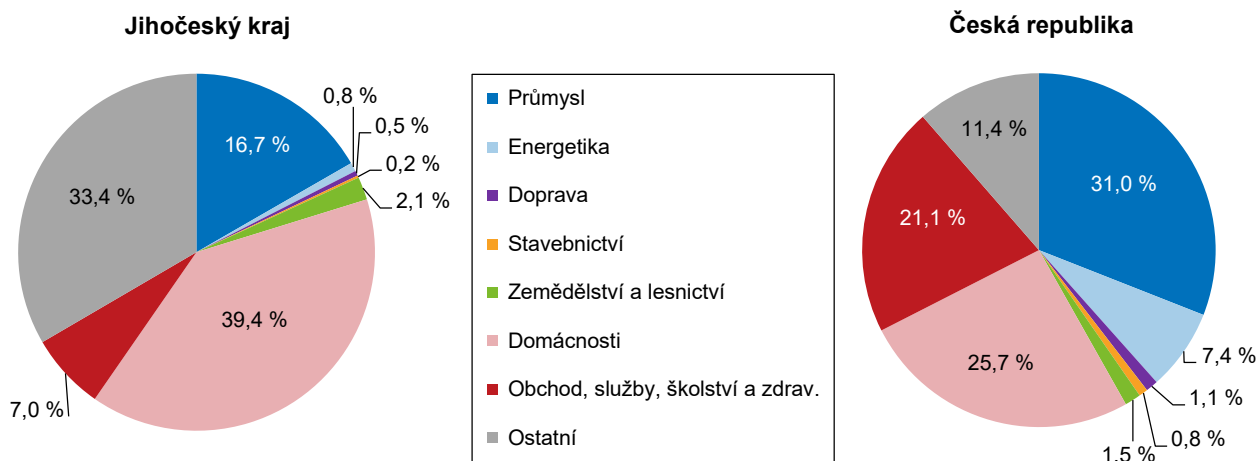 Jihočeský kraj
16,7 %
0,8 %
0,5 %
0,2 %
2,1 %
39,4 %
7,0 %
33,4 %
Průmysl
Energetika
Doprava
Stavebnictví
Zemědělství a lesnictví
Domácnosti
Obchod, služby, školství a zdrav.
Ostatní
Česká republika
31,0 %
7,4 %
1,1 %
0,8 %
1,5 %
25,7 %
21,1 %
11,4 %